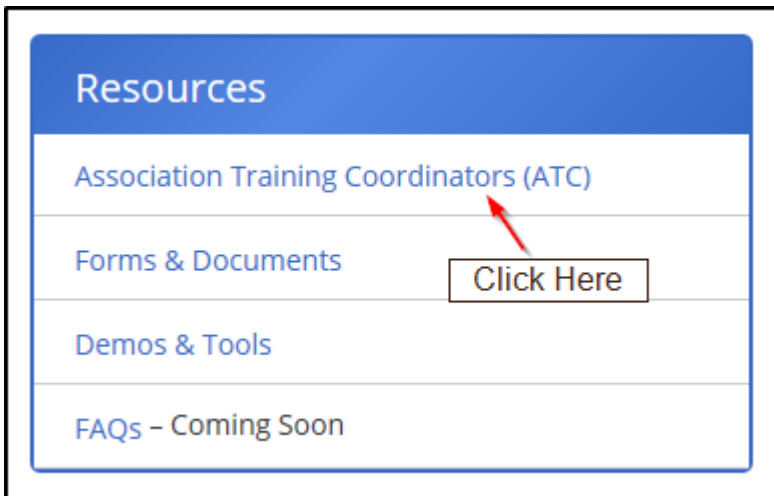 Resources
Association Training Coordinators (ATC)
Forms & Documents
Click Here
Demos & Tools
FAQs – Coming Soon